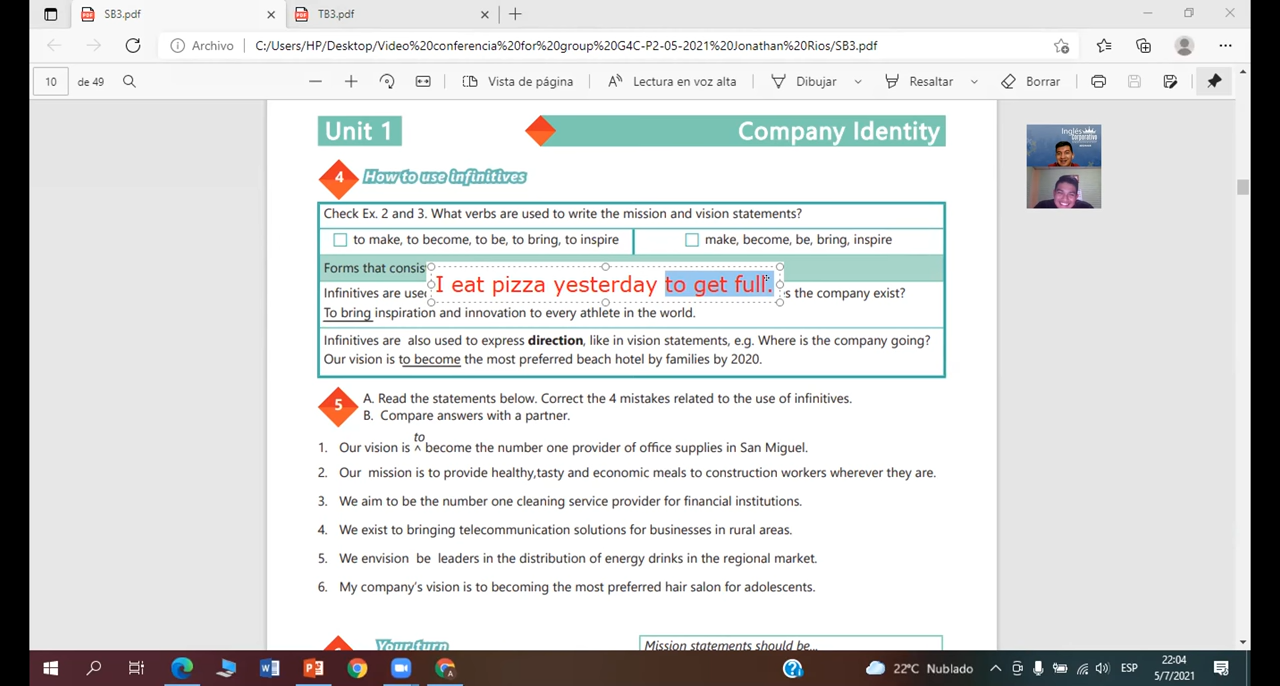 SB3.pdf
TB3.pdf
Archivo
C:/Users/HP/Desktop/Video%20conferencia%20for%20group%20G4C-P2-05-2021%20Jonathan%20Rios/SB3.pdf
10 de 49
Vista de página
Lectura en voz alta
Dibujar
Resaltar
Borrar
Unit 1
Company Identity
4 How to use infinitives
Check Ex. 2 and 3. What verbs are used to write the mission and vision statements?
to make, to become, to be, to bring, to inspire
make, become, be, bring, inspire
Forms that consis
I eat pizza yesterday to get full.
Infinitives are use
s the company exist?
To bring inspiration and innovation to every athlete in the world.
Infinitives are also used to express direction, like in vision statements, e.g. Where is the company going?
Our vision is to become the most preferred beach hotel by families by 2020.
5 A. Read the statements below. Correct the 4 mistakes related to the use of infinitives.
B. Compare answers with a partner.
to
1. Our vision is ^ become the number one provider of office supplies in San Miguel.
2. Our mission is to provide healthy,tasty and economic meals to construction workers wherever they are.
3. We aim to be the number one cleaning service provider for financial institutions.
4. We exist to bringing telecommunication solutions for businesses in rural areas.
5. We envision be leaders in the distribution of energy drinks in the regional market.
6. My company's vision is to becoming the most preferred hair salon for adolescents.
Your turn
Mission statements should be...
Inglés
Corporativo
22°C Nublado
ESP
22:04
5/7/2021